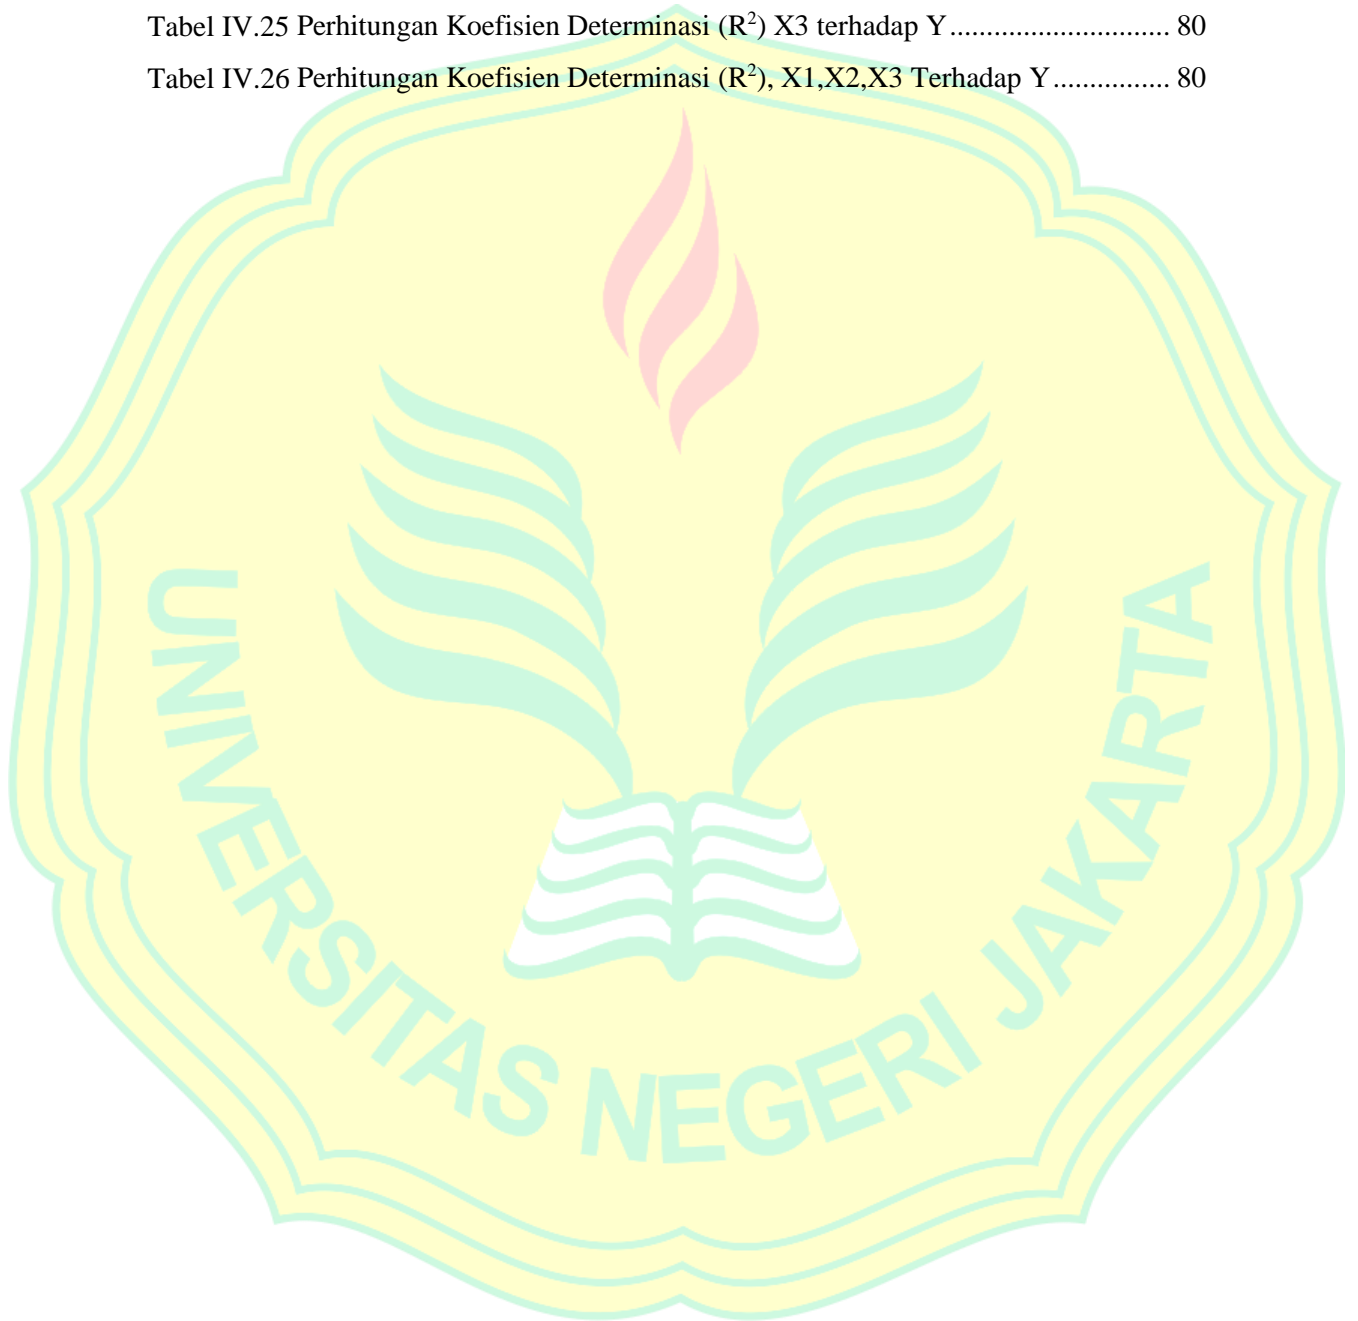 Tabel IV.25 Perhitungan Koefisien Determinasi (R²) X3 terhadap Y.............................. 80
Tabel IV.26 Perhitungan Koefisien Determinasi (R²), X1,X2,X3 Terhadap Y................ 80
UNIVERSITAS NEGERI JAKARTA